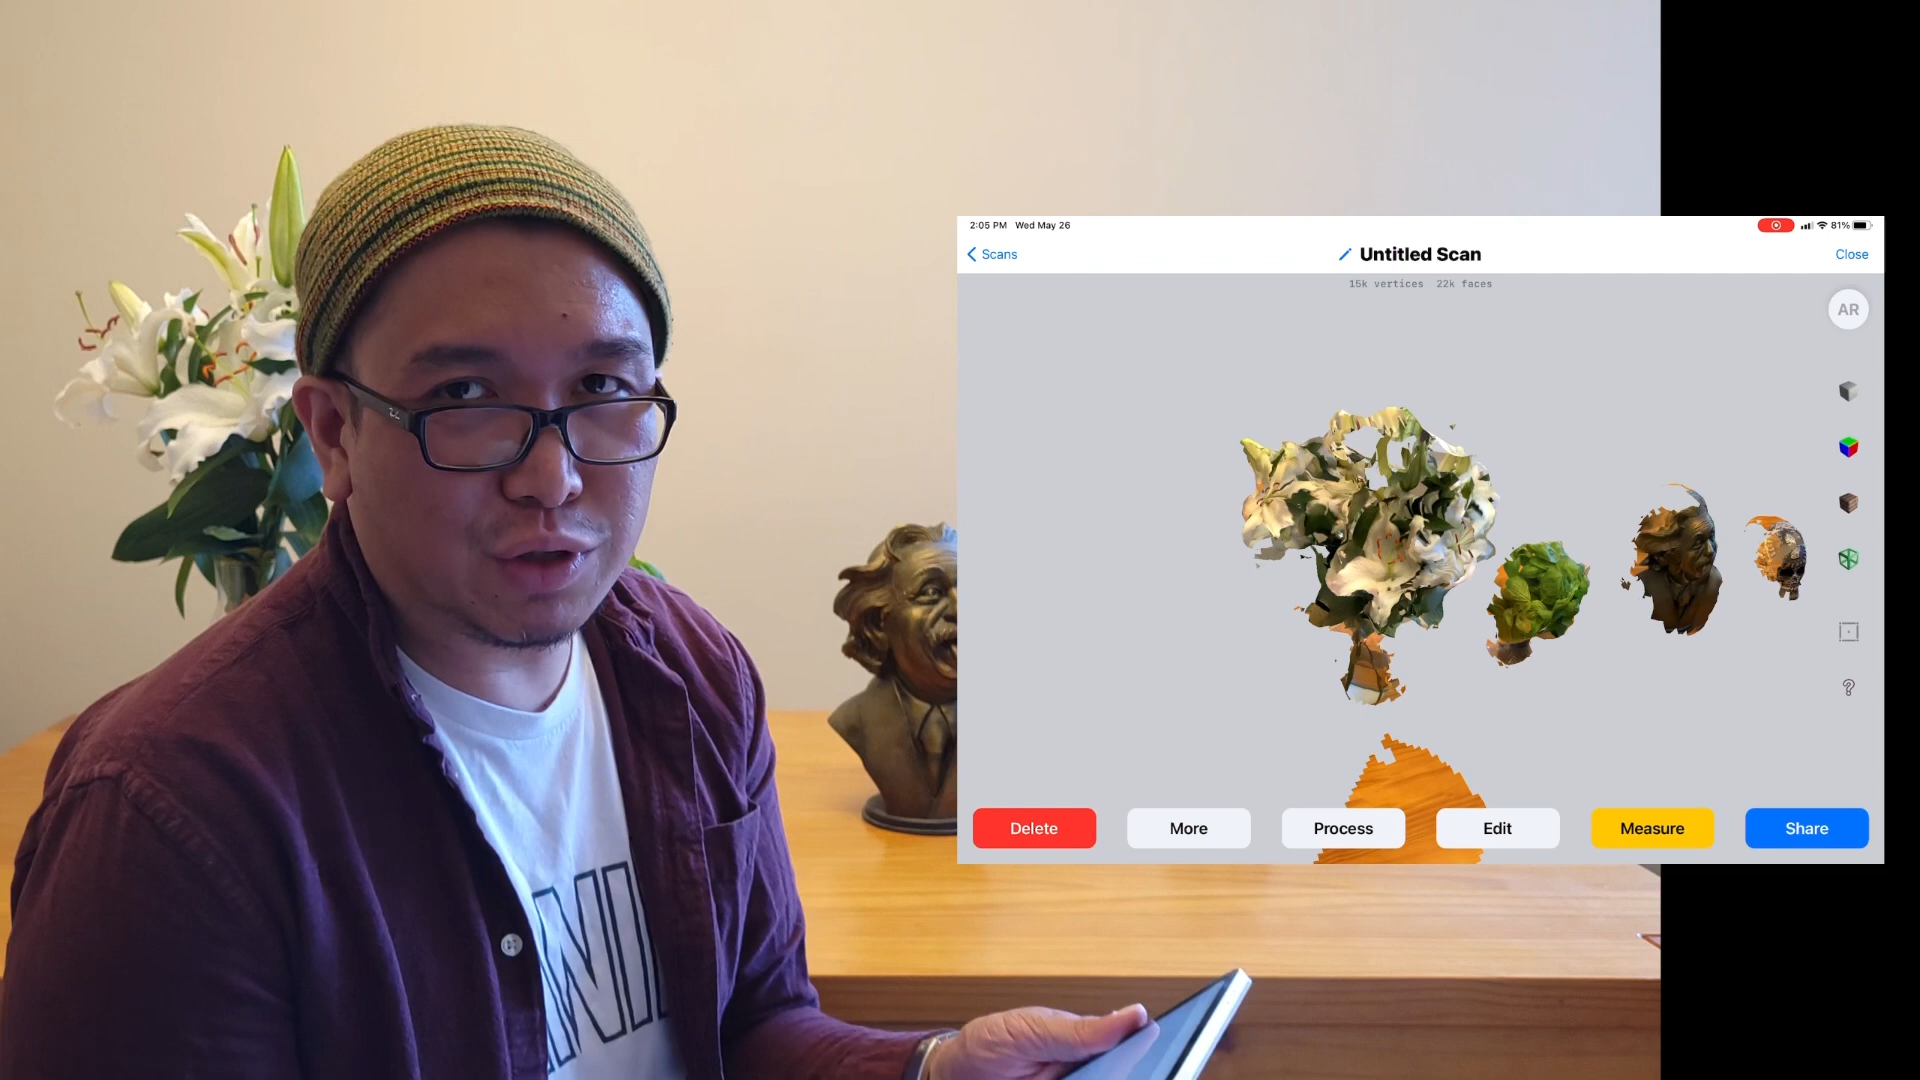 2:05 PM Wed May 26
81%
Scans
Untitled Scan
Close
15k vertices 22k faces
AR
?
Delete
More
Process
Edit
Measure
Share